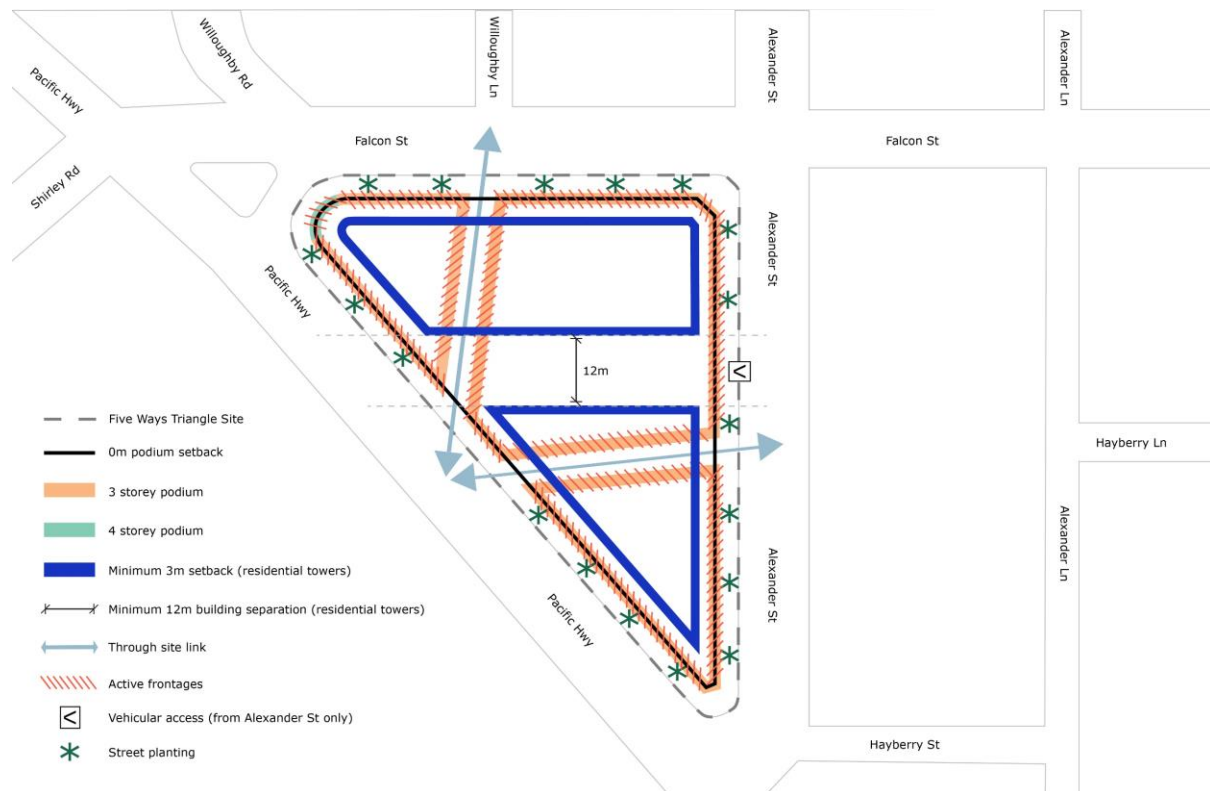 Pacific Hwy
Willoughby Rd
Willoughby Ln
Alexander St
Alexander Ln
Falcon St
Falcon St
Shirley Rd
Alexander St
Pacific Hwy
12m
V
Hayberry Ln
Alexander Ln
Alexander St
Pacific Hwy
Hayberry St
Five Ways Triangle Site
0m podium setback
3 storey podium
4 storey podium
Minimum 3m setback (residential towers)
Minimum 12m building separation (residential towers)
Through site link
Active frontages
V
Vehicular access (from Alexander St only)
Street planting